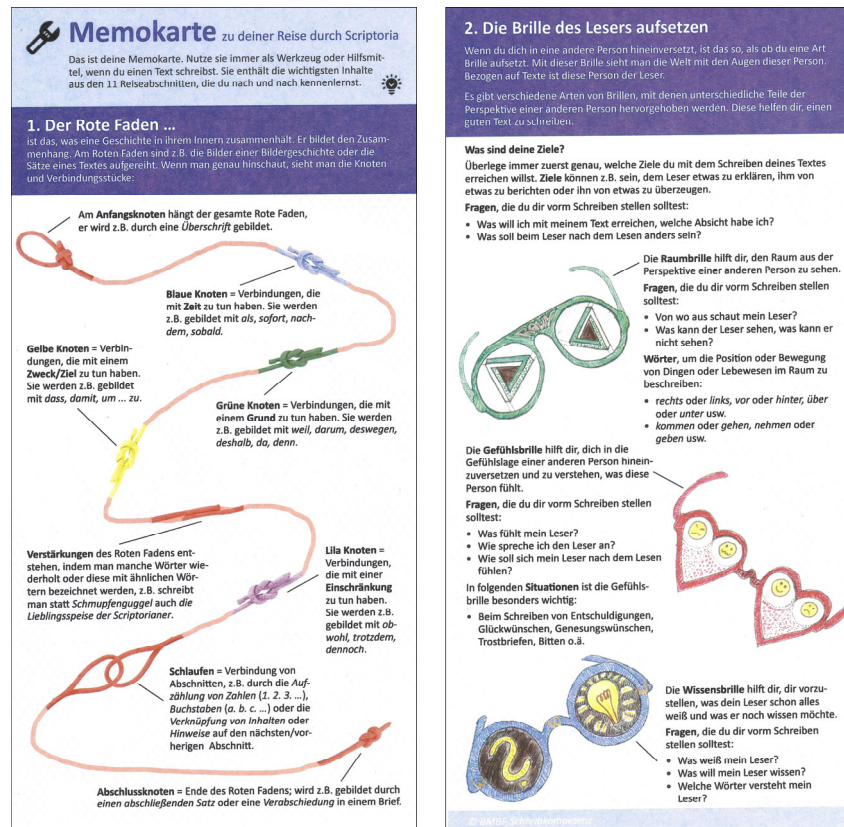 Memokarte zu deiner Reise durch Scriptoria
Das ist deine Memokarte. Nutze sie immer als Werkzeug oder Hilfsmit-
tel, wenn du einen Text schreibst. Sie enthält die wichtigsten Inhalte
aus den 11 Reiseabschnitten, die du nach und nach kennenlernst.
1. Der Rote Faden ...
ist das, was eine Geschichte in ihrem Innern zusammenhält. Er bildet den Zusam-
menhang. Am Roten Faden sind z.B. die Bilder einer Bildergeschichte oder die
Sätze eines Textes aufgereiht. Wenn man genau hinschaut, sieht man die Knoten
und Verbindungsstücke:
Am Anfangsknoten hängt der gesamte Rote Faden,
er wird z.B. durch eine Überschrift gebildet.
Blaue Knoten = Verbindungen, die
mit Zeit zu tun haben. Sie werden
z.B. gebildet mit als, sofort, nach-
dem, sobald.
Gelbe Knoten = Verbin-
dungen, die mit einem
Zweck/Ziel zu tun haben.
Sie werden z.B. gebildet
mit dass, damit, um ... zu.
Grüne Knoten = Verbindungen, die mit
einem Grund zu tun haben. Sie werden
z.B. gebildet mit weil, darum, deswegen,
deshalb, da, denn.
Verstärkungen des Roten Fadens ent-
stehen, indem man manche Wörter wie-
derholt oder diese mit ähnlichen Wör-
tern bezeichnet werden, z.B. schreibt
man statt Schmupfenguggel auch die
Lieblingsspeise der Scriptorianer.
Lila Knoten =
Verbindungen,
die mit einer
Einschränkung
zu tun haben.
Sie werden z.B.
gebildet mit ob-
wohl, trotzdem,
dennoch.
Schlaufen = Verbindung von
Abschnitten, z.B. durch die Auf-
zählung von Zahlen (1. 2. 3. ...),
Buchstaben (a. b. c. ...) oder die
Verknüpfung von Inhalten oder
Hinweise auf den nächsten/vor-
herigen Abschnitt.
Abschlussknoten = Ende des Roten Fadens; wird z.B. gebildet durch
einen abschließenden Satz oder eine Verabschiedung in einem Brief.
2. Die Brille des Lesers aufsetzen
Wenn du dich in eine andere Person hineinversetzt, ist das so, als ob du eine Art
Brille aufsetzt. Mit dieser Brille sieht man die Welt mit den Augen dieser Person.
Bezogen auf Texte ist diese Person der Leser.
Es gibt verschiedene Arten von Brillen, mit denen unterschiedliche Teile der
Perspektive einer anderen Person hervorgehoben werden. Diese helfen dir, einen
guten Text zu schreiben.
Was sind deine Ziele?
Überlege immer zuerst genau, welche Ziele du mit dem Schreiben deines Textes
erreichen willst. Ziele können z.B. sein, dem Leser etwas zu erklären, ihm von
etwas zu berichten oder ihn von etwas zu überzeugen.
Fragen, die du dir vorm Schreiben stellen solltest:
• Was will ich mit meinem Text erreichen, welche Absicht habe ich?
• Was soll beim Leser nach dem Lesen anders sein?
Die Raumbrille hilft dir, den Raum aus der
Perspektive einer anderen Person zu sehen.
Fragen, die du dir vorm Schreiben stellen
solltest:
• Von wo aus schaut mein Leser?
• Was kann der Leser sehen, was kann er
nicht sehen?
Wörter, um die Position oder Bewegung
von Dingen oder Lebewesen im Raum zu
beschreiben:
• rechts oder links, vor oder hinter, über
oder unter usw.
• kommen oder gehen, nehmen oder
geben usw.
Die Gefühlsbrille hilft dir, dich in die
Gefühlslage einer anderen Person hinein-
zuversetzen und zu verstehen, was diese
Person fühlt.
Fragen, die du dir vorm Schreiben stellen
solltest:
• Was fühlt mein Leser?
• Wie spreche ich den Leser an?
• Wie soll sich mein Leser nach dem Lesen
fühlen?
In folgenden Situationen ist die Gefühls-
brille besonders wichtig:
• Beim Schreiben von Entschuldigungen,
Glückwünschen, Genesungswünschen,
Trostbriefen, Bitten o.ä.
Die Wissensbrille hilft dir, dir vorzu-
stellen, was dein Leser schon alles
weiß und was er noch wissen möchte.
Fragen, die du dir vorm Schreiben
stellen solltest:
• Was weiß mein Leser?
• Was will mein Leser wissen?
• Welche Wörter versteht mein
Leser?
© BMBF-Schreibkompetenz